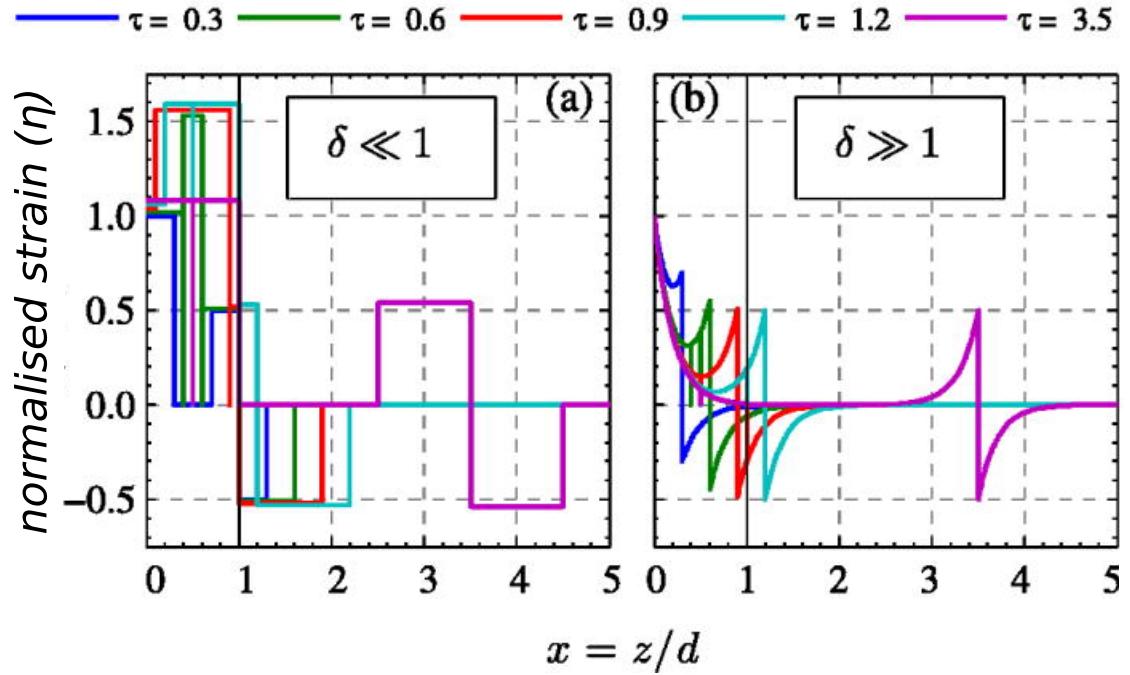 τ = 0.3 τ = 0.6 τ = 0.9 τ = 1.2 τ = 3.5
normalised strain (η)
1.5
1.0
0.5
0.0
−0.5
(a)
δ ≪ 1
0 1 2 3 4 5
(b)
δ ≫ 1
0 1 2 3 4 5
x = z/d